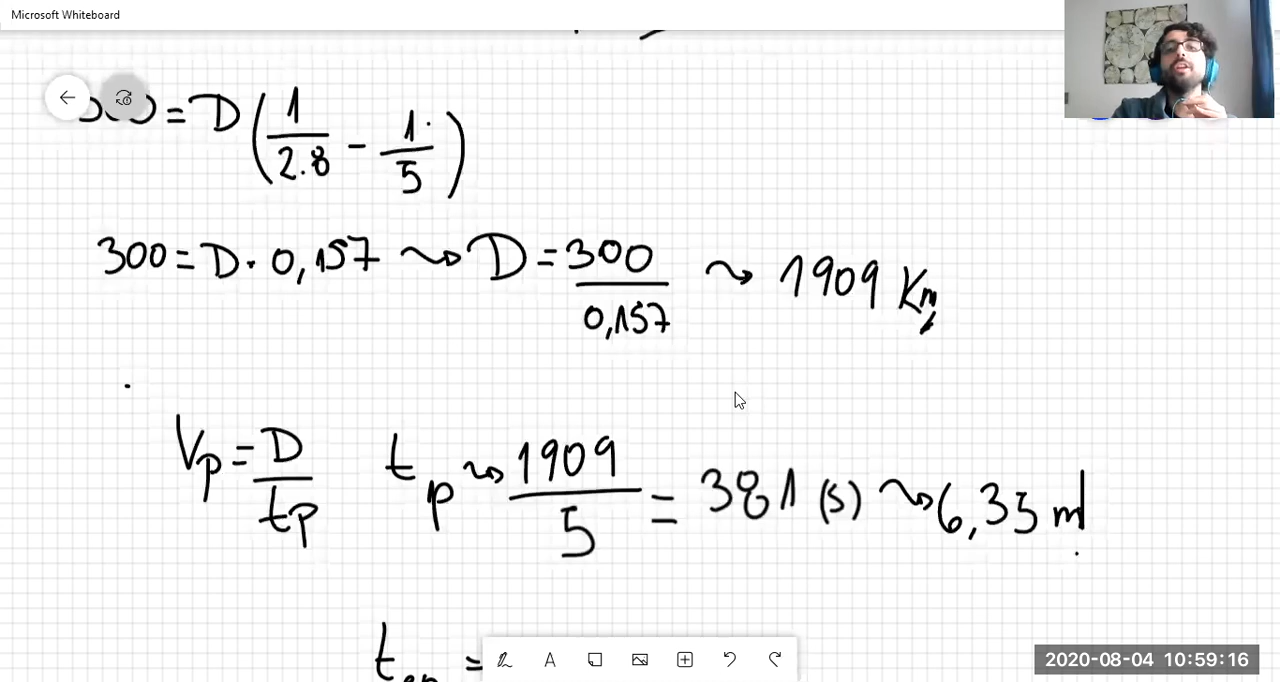 Microsoft Whiteboard
= D (1/2.8 - 1/5)
300 = D · 0,157 ⤳ D = 300/0,157 ⤳ 1909 Km
Vp = D/tp   tp ⤳ 1909/5 = 381 (s) ⤳ 6,35 m
t =
A
2020-08-04 10:59:16